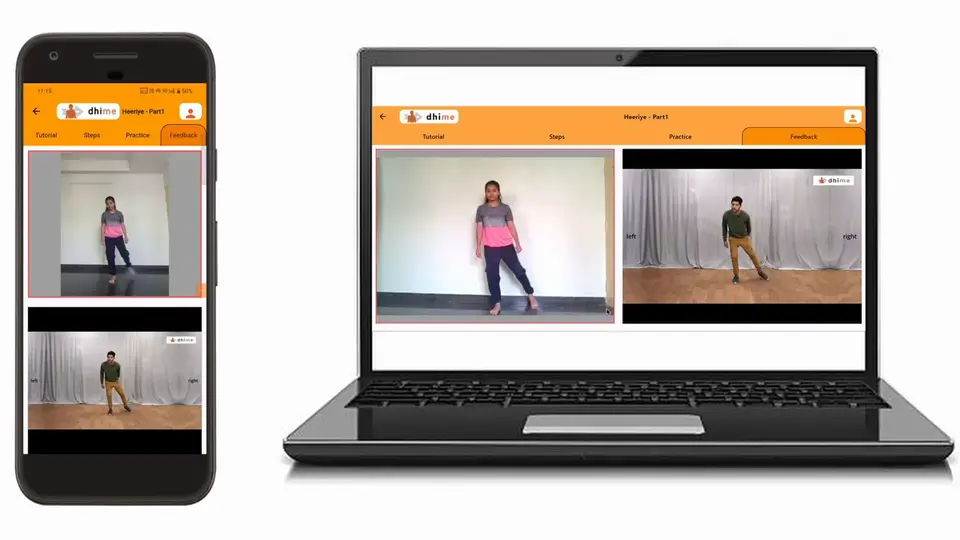 11:15
50%
dhime Heeriye - Part1
Tutorial Steps Practice Feedback
dhime
left right
dhime Heeriye - Part1
Tutorial Steps Practice Feedback
dhime
left right